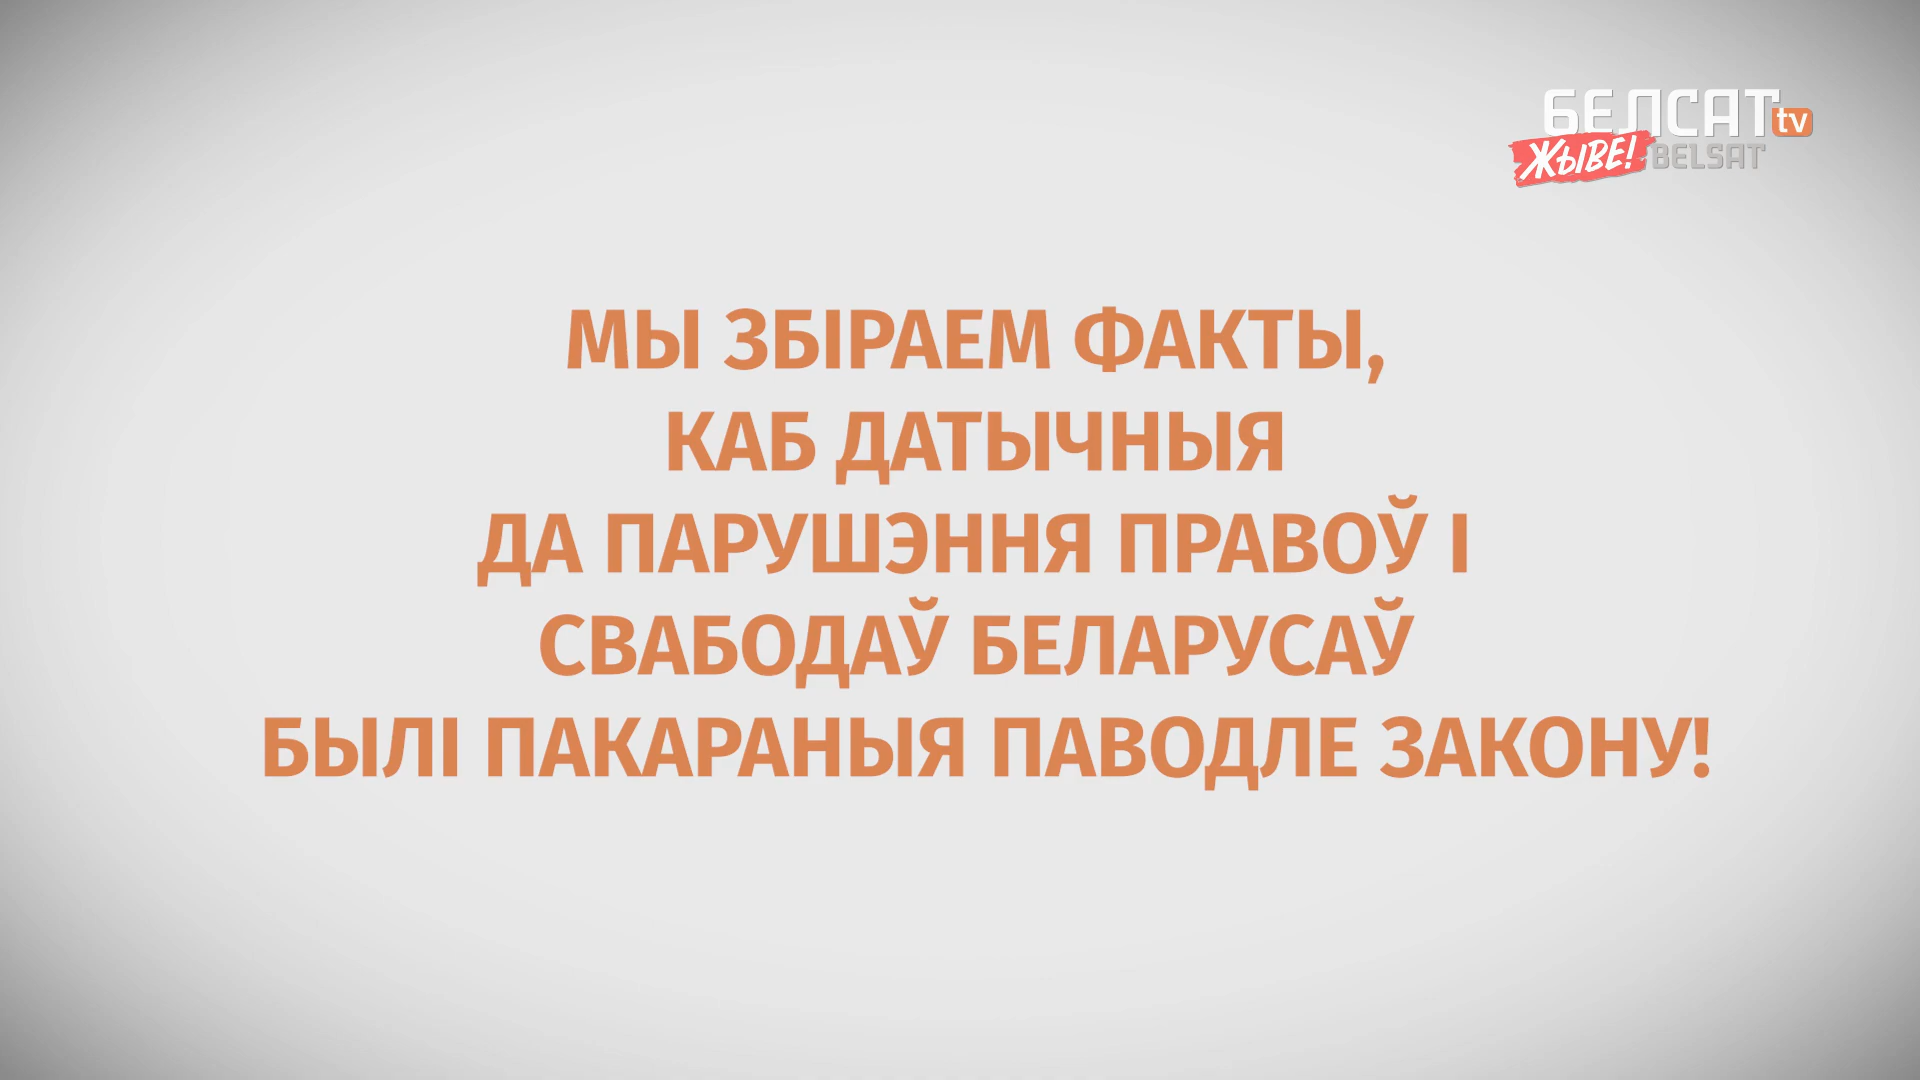 БЕЛСАТ tv
ЖЫВЕ! BELSAT
МЫ ЗБІРАЕМ ФАКТЫ,
КАБ ДАТЫЧНЫЯ
ДА ПАРУШЭННЯ ПРАВОЎ І
СВАБОДАЎ БЕЛАРУСАЎ
БЫЛІ ПАКАРАНЫЯ ПАВОДЛЕ ЗАКОНУ!